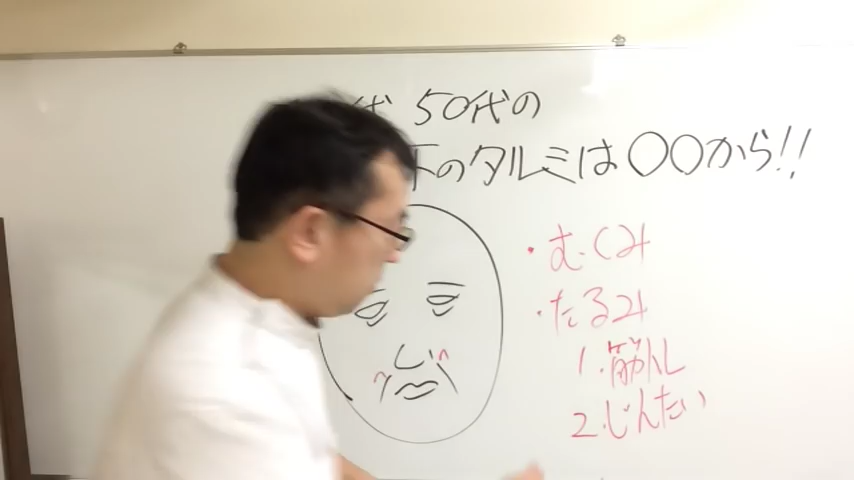 代 50代の
下のタルミは〇〇から!!
・むくみ
・たるみ
1.筋トレ
2.じんたい